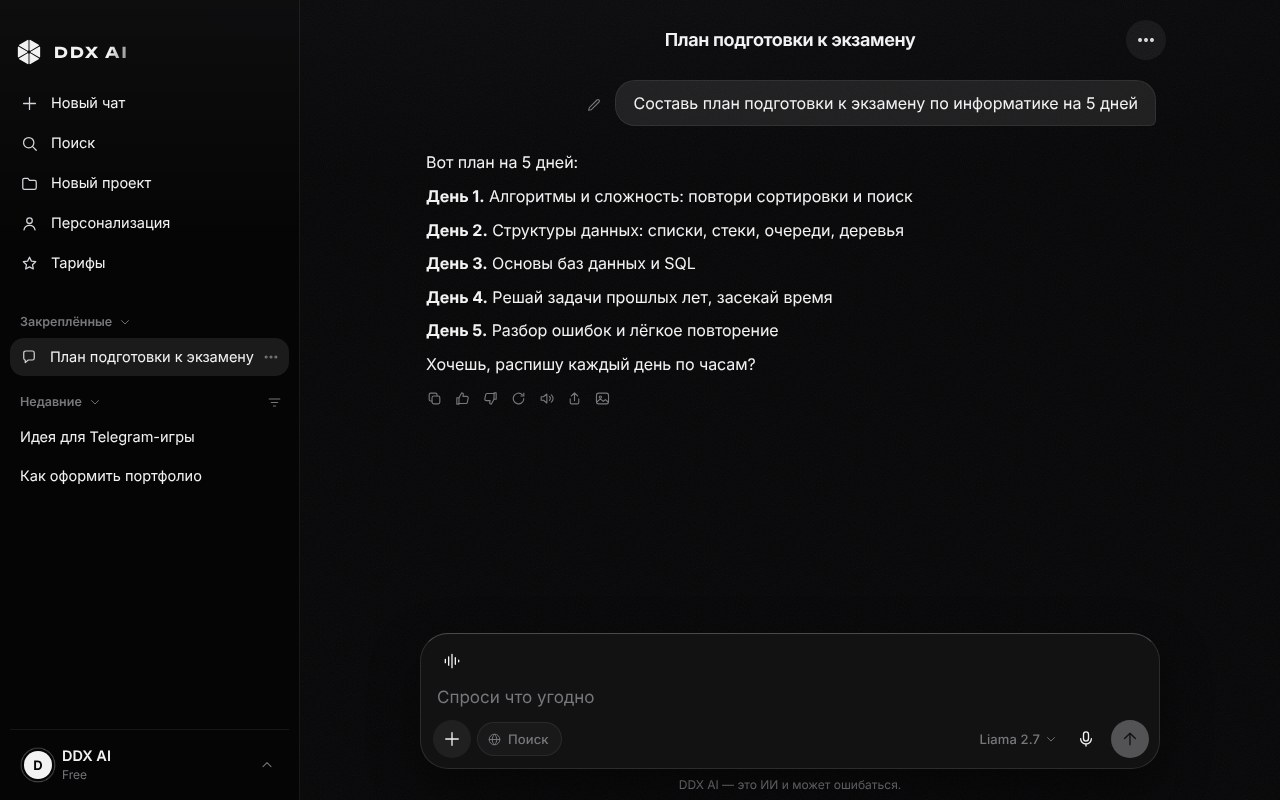 DDX AI
Новый чат
Поиск
Новый проект
Персонализация
Тарифы
Закреплённые
План подготовки к экзамену
Недавние
Идея для Telegram-игры
Как оформить портфолио
D
DDX AI
Free
План подготовки к экзамену
Составь план подготовки к экзамену по информатике на 5 дней
Вот план на 5 дней:
День 1. Алгоритмы и сложность: повтори сортировки и поиск
День 2. Структуры данных: списки, стеки, очереди, деревья
День 3. Основы баз данных и SQL
День 4. Решай задачи прошлых лет, засекай время
День 5. Разбор ошибок и лёгкое повторение
Хочешь, распишу каждый день по часам?
Спроси что угодно
Поиск
Liama 2.7
DDX AI — это ИИ и может ошибаться.